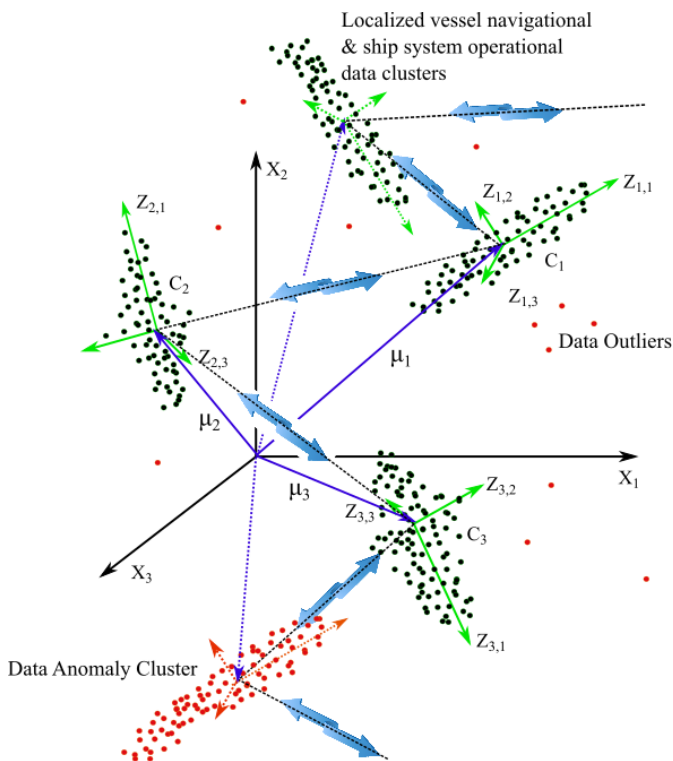 Localized vessel navigational
& ship system operational
data clusters
X₂
Z₁,₂
Z₁,₁
Z₂,₁
C₁
C₂
Z₁,₃
Data Outliers
Z₂,₃
μ₁
μ₂
μ₃
X₁
Z₃,₂
Z₃,₃
C₃
X₃
Z₃,₁
Data Anomaly Cluster